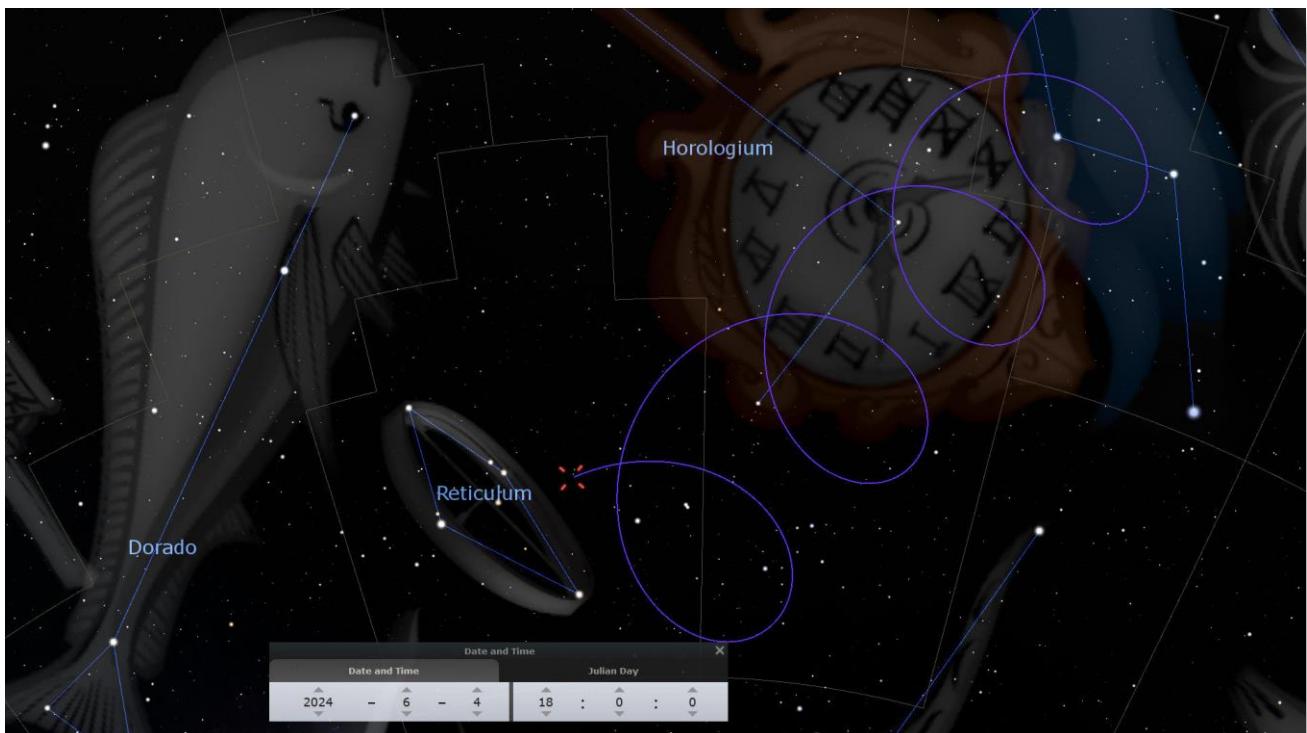 Horologium
Reticulum
Dorado
Date and Time
Date and Time Julian Day
2024 - 6 - 4 18 : 0 : 0